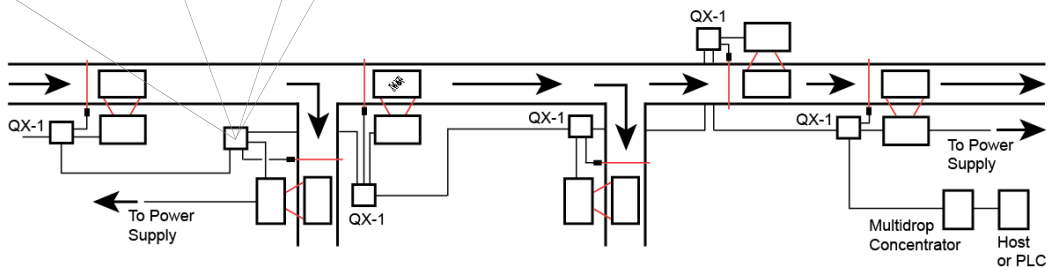 QX-1
QX-1
QX-1
QX-1
QX-1
To Power
Supply
To Power
Supply
Multidrop
Concentrator
Host
or PLC